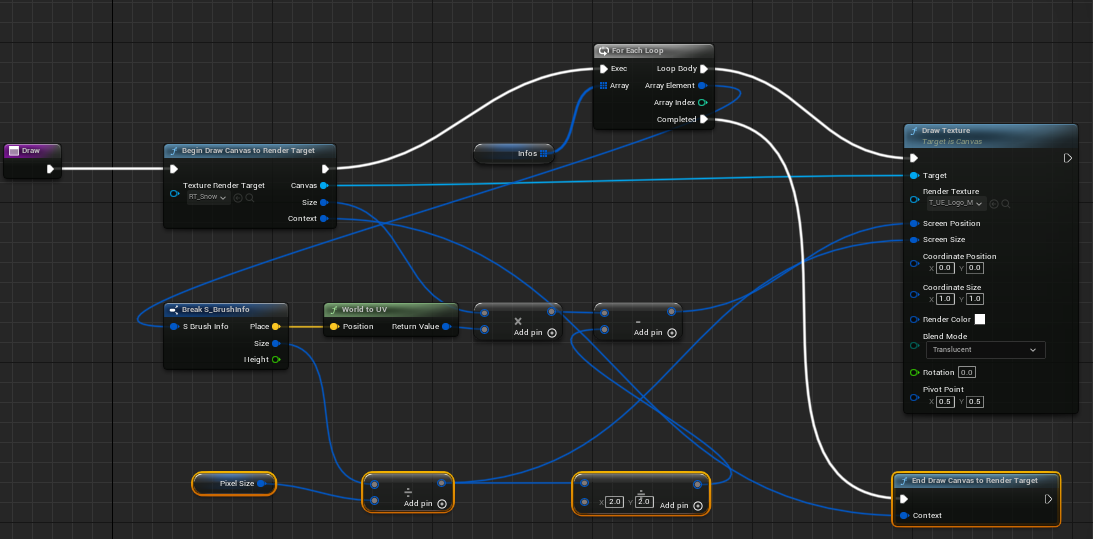 Draw
Begin Draw Canvas to Render Target
Texture Render Target
RT_Snow
Canvas
Size
Context
Infos
For Each Loop
Exec
Loop Body
Array
Array Element
Array Index
Completed
Draw Texture
Target is Canvas
Target
Render Texture
T_UE_Logo_M
Screen Position
Screen Size
Coordinate Position
X 0.0 Y 0.0
Coordinate Size
X 1.0 Y 1.0
Render Color
Blend Mode
Translucent
Rotation 0.0
Pivot Point
X 0.5 Y 0.5
Break S_BrushInfo
S Brush Info
Place
Size
Height
World to UV
Position
Return Value
×
Add pin
-
Add pin
Pixel Size
÷
Add pin
÷
X 2.0 Y 2.0
Add pin
End Draw Canvas to Render Target
Context